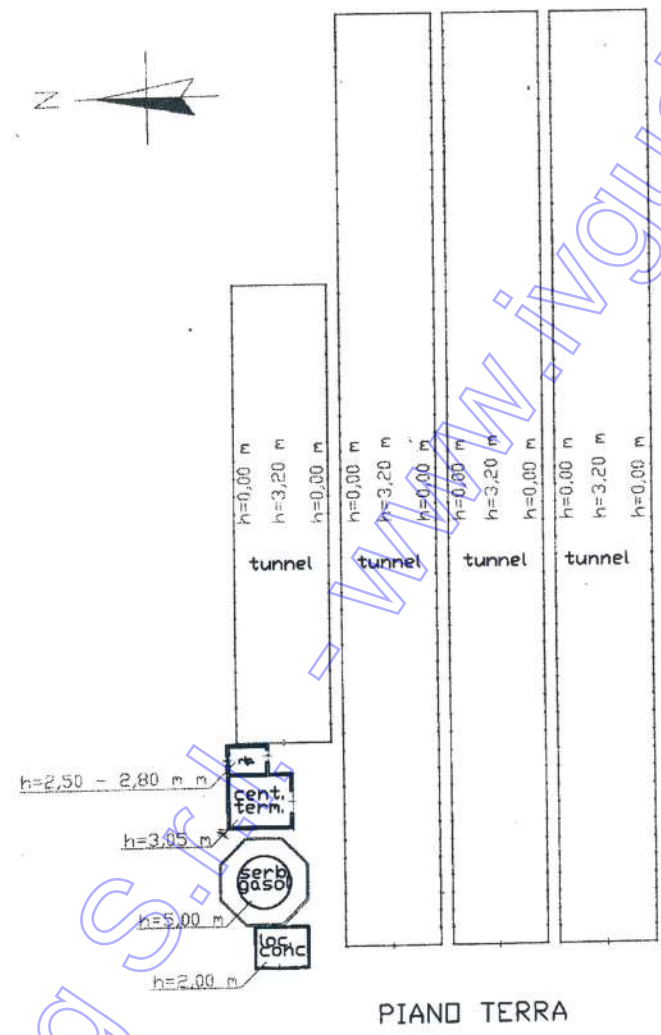 N
h=0,00 m
h=3,20 m
h=0,00 m
tunnel
h=0,00 m
h=3,20 m
h=0,00 m
tunnel
h=0,00 m
h=3,20 m
h=0,00 m
tunnel
h=0,00 m
h=3,20 m
h=0,00 m
tunnel
h=2,50 - 2,80 m m
cent.
term.
h=3,05 m
serb
gasol
h=5,00 m
loc
conc
h=2,00 m
PIANO TERRA
g S.r.l. - www.ivgu